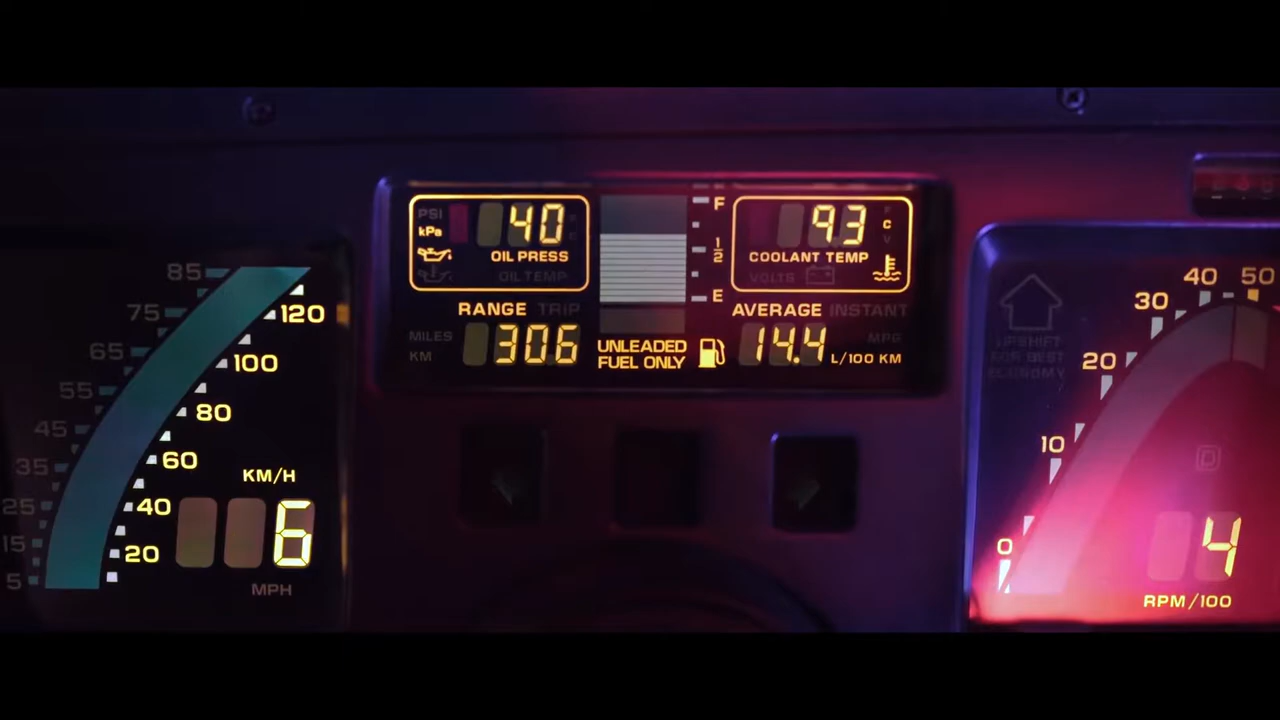 85
75
65
55
45
35
25
15
5
120
100
80
60
40
20
KM/H
6
MPH
PSI
kPa
40
OIL PRESS
OIL TEMP
RANGE TRIP
MILES
KM
306
F
1/2
E
UNLEADED
FUEL ONLY
93
F
C
V
COOLANT TEMP
VOLTS
AVERAGE INSTANT
14.4
MPG
L/100 KM
UPSHIFT
FOR BEST
ECONOMY
0
10
20
30
40
50
D
4
RPM/100